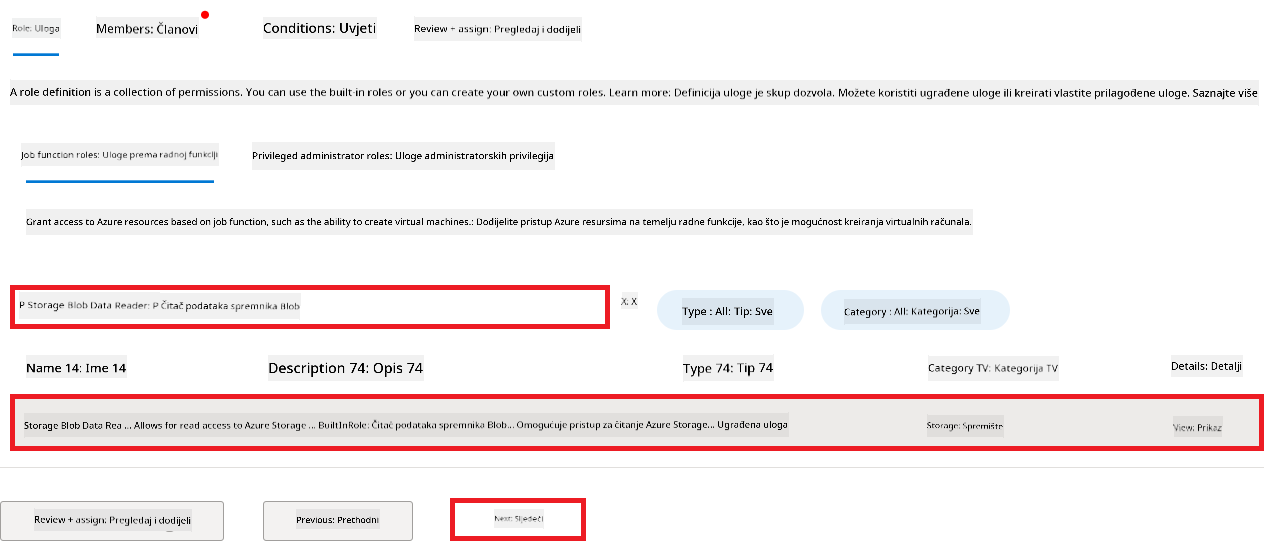 Role: Uloga
Members: Članovi
Conditions: Uvjeti
Review + assign: Pregledaj i dodijeli
A role definition is a collection of permissions. You can use the built-in roles or you can create your own custom roles. Learn more: Definicija uloge je skup dozvola. Možete koristiti ugrađene uloge ili kreirati vlastite prilagođene uloge. Saznajte više
Job function roles: Uloge prema radnoj funkciji
Privileged administrator roles: Uloge administratorskih privilegija
Grant access to Azure resources based on job function, such as the ability to create virtual machines.: Dodijelite pristup Azure resursima na temelju radne funkcije, kao što je mogućnost kreiranja virtualnih računala.
P Storage Blob Data Reader: P Čitač podataka spremnika Blob
X: X
Type : All: Tip: Sve
Category : All: Kategorija: Sve
Name 14: Ime 14
Description 74: Opis 74
Type 74: Tip 74
Category TV: Kategorija TV
Details: Detalji
Storage Blob Data Rea ... Allows for read access to Azure Storage ... BuiltInRole: Čitač podataka spremnika Blob... Omogućuje pristup za čitanje Azure Storage... Ugrađena uloga
Storage: Spremište
View: Prikaz
Review + assign: Pregledaj i dodijeli
Previous: Prethodni
Next: Sljedeći